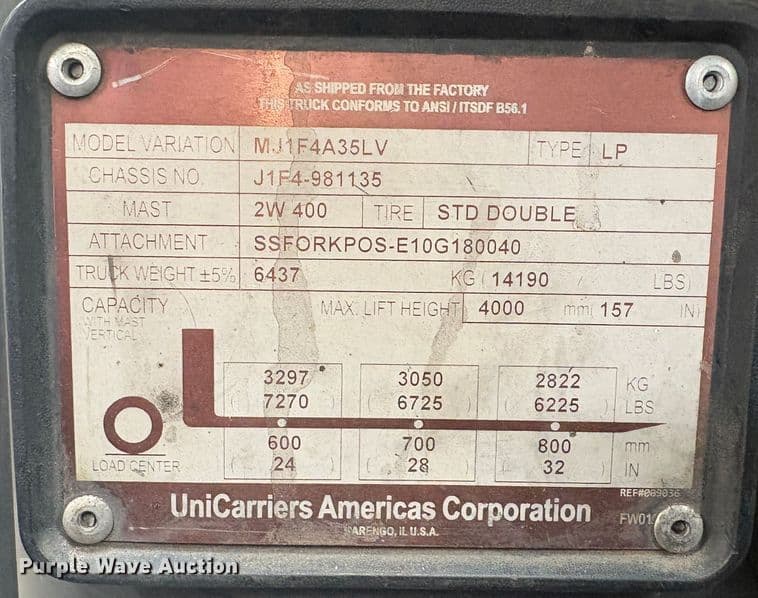 AS SHIPPED FROM THE FACTORY
THIS TRUCK CONFORMS TO ANSI / ITSDF B56.1
MODEL VARIATION MJ1F4A35LV TYPE LP
CHASSIS NO. J1F4-981135
MAST 2W 400 TIRE STD DOUBLE
ATTACHMENT SSFORKPOS-E10G180040
TRUCK WEIGHT ±5% 6437 KG ( 14190 LBS)
CAPACITY MAX. LIFT HEIGHT 4000 mm( 157 IN)
WITH MAST
VERTICAL
3297 3050 2822 KG
( 7270 ) ( 6725 ) ( 6225 ) LBS
600 700 800 mm
LOAD CENTER ( 24 ) ( 28 ) ( 32 ) IN
REF#089036
UniCarriers Americas Corporation
U.S.A.
Purple Wave Auction